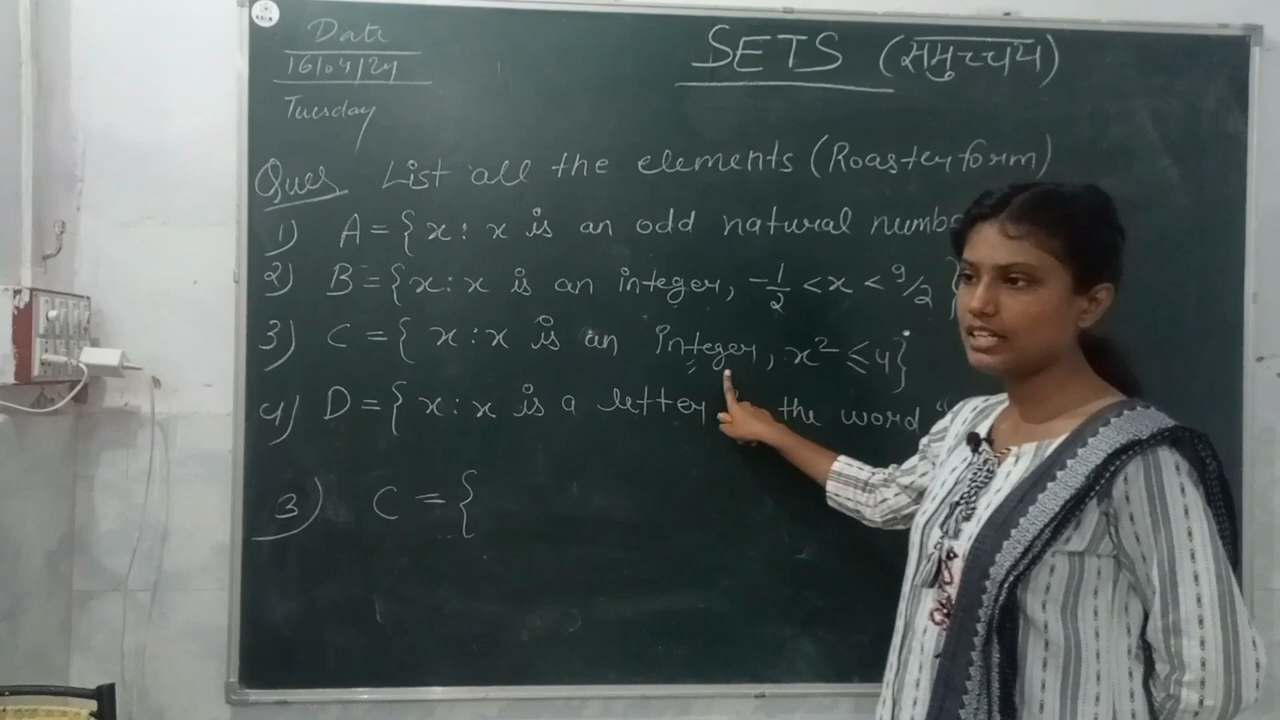 Date
16/04/24
Tuesday
SETS (समुच्चय)
Ques List all the elements (Roaster form)
1) A = { x : x is an odd natural
2) B = { x : x is an integer, -1/2 < x < 9/2 }
3) C = { x : x is an integer, x² ≤ 4 }
4) D = { x : x is a letter the word "
3) C = {